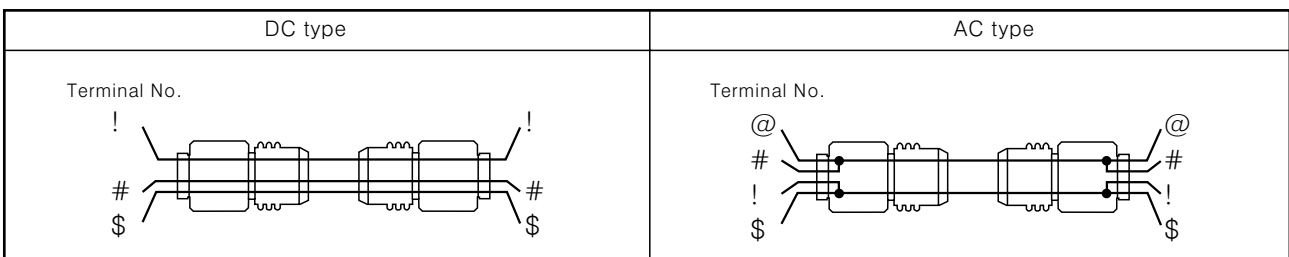 DC type
AC type
Terminal No.
! !
# #
$ $
Terminal No.
@ @
# #
! !
$ $